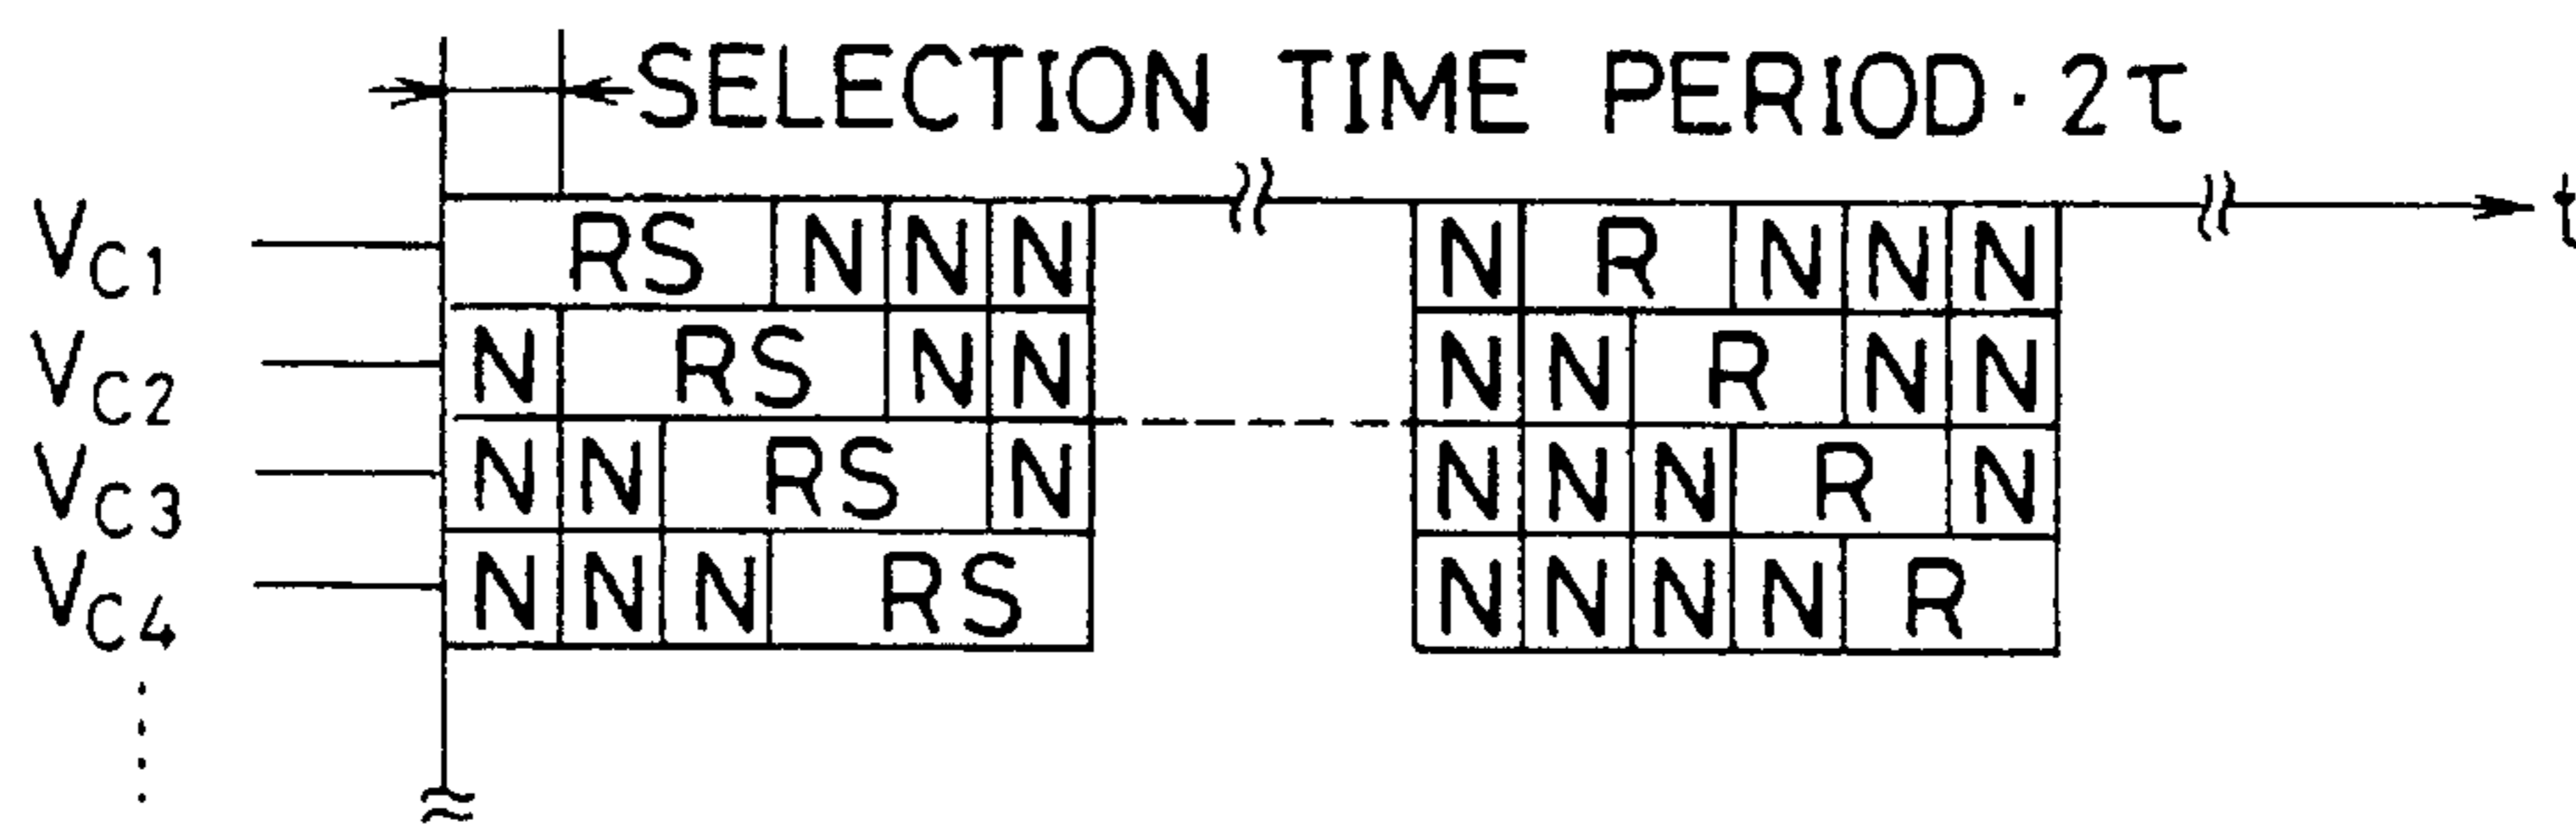 SELECTION TIME PERIOD · 2τ
t
VC1 RS N N N N R N N N
VC2 N RS N N N N R N N
VC3 N N RS N N N N R N
VC4 N N N RS N N N N R